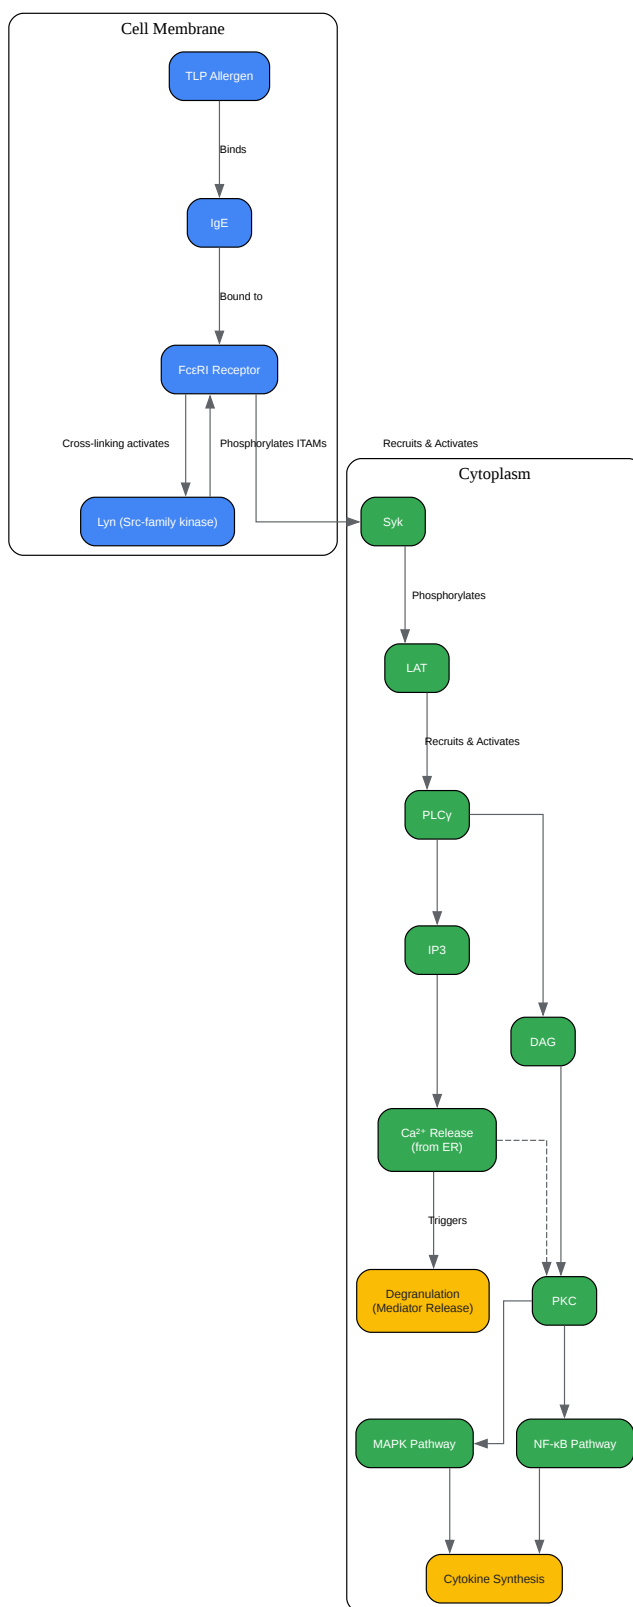 Cell Membrane
TLP Allergen
Binds
IgE
Bound to
FcεRI Receptor
Cross-linking activates
Phosphorylates ITAMs
Recruits & Activates
Cytoplasm
Lyn (Src-family kinase)
Syk
Phosphorylates
LAT
Recruits & Activates
PLCγ
IP3
DAG
Ca²⁺ Release
(from ER)
Triggers
Degranulation
(Mediator Release)
PKC
MAPK Pathway
NF-κB Pathway
Cytokine Synthesis